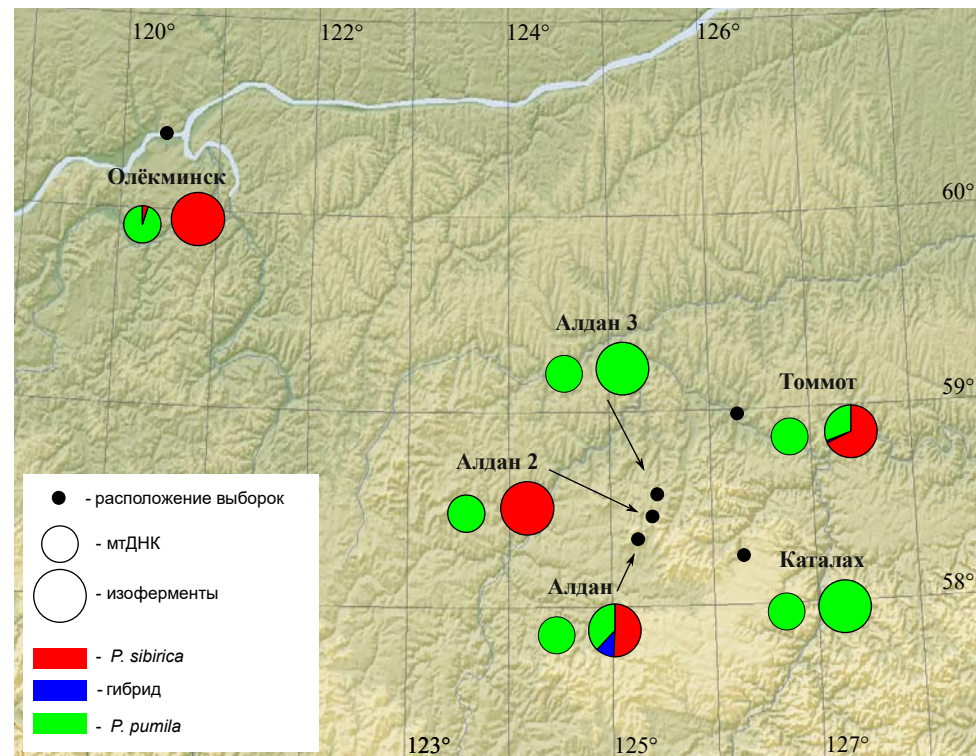 120°
122°
124°
126°
Олёкминск
60°
Алдан 3
Томмот
59°
Алдан 2
Каталах
58°
Алдан
- расположение выборок
- мтДНК
- изоферменты
- P. sibirica
- гибрид
- P. pumila
123°
125°
127°